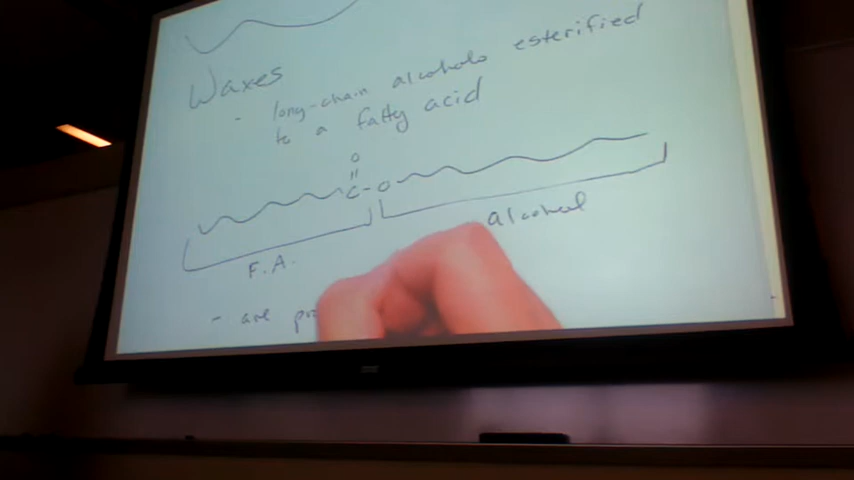 Waxes
- long-chain alcohols esterified
to a fatty acid
O
C-O
alcohol
F.A.
- are